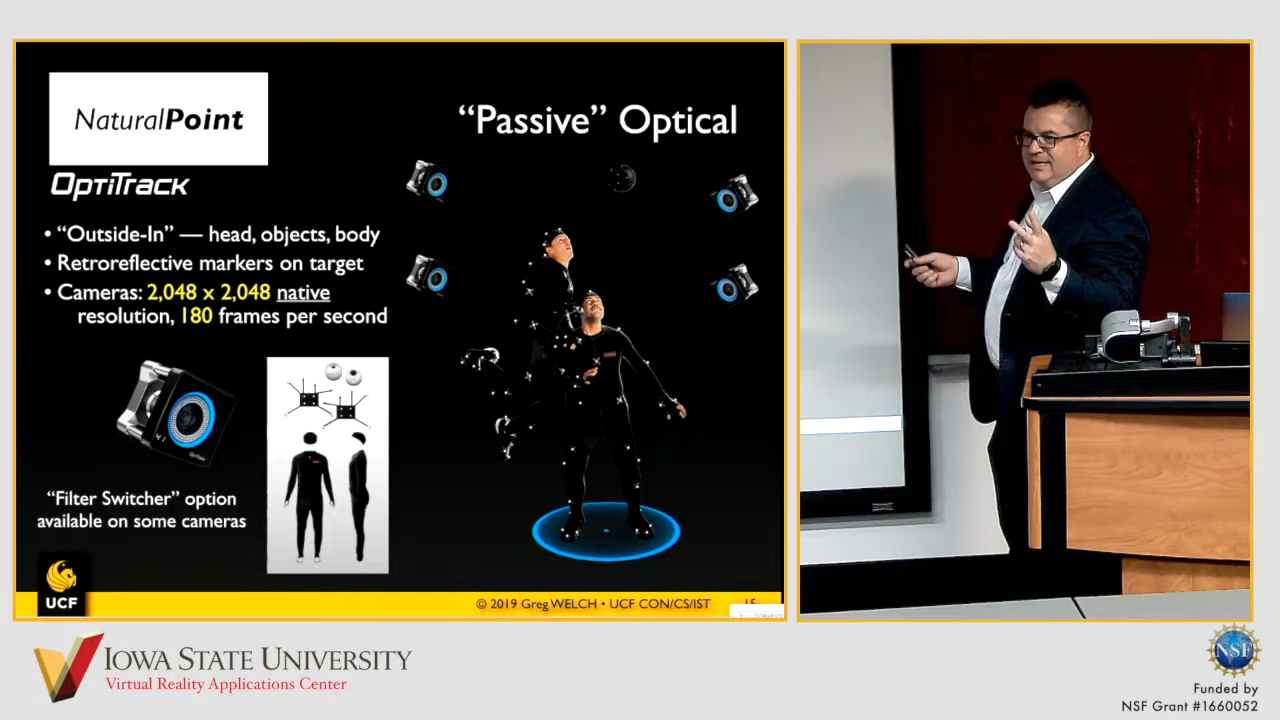 NaturalPoint
OptiTrack
"Passive" Optical
• "Outside-In" — head, objects, body
• Retroreflective markers on target
• Cameras: 2,048 x 2,048 native
resolution, 180 frames per second
"Filter Switcher" option
available on some cameras
UCF
© 2019 Greg WELCH • UCF CON/CS/IST
IOWA STATE UNIVERSITY
Virtual Reality Applications Center
NSF
Funded by
NSF Grant #1660052